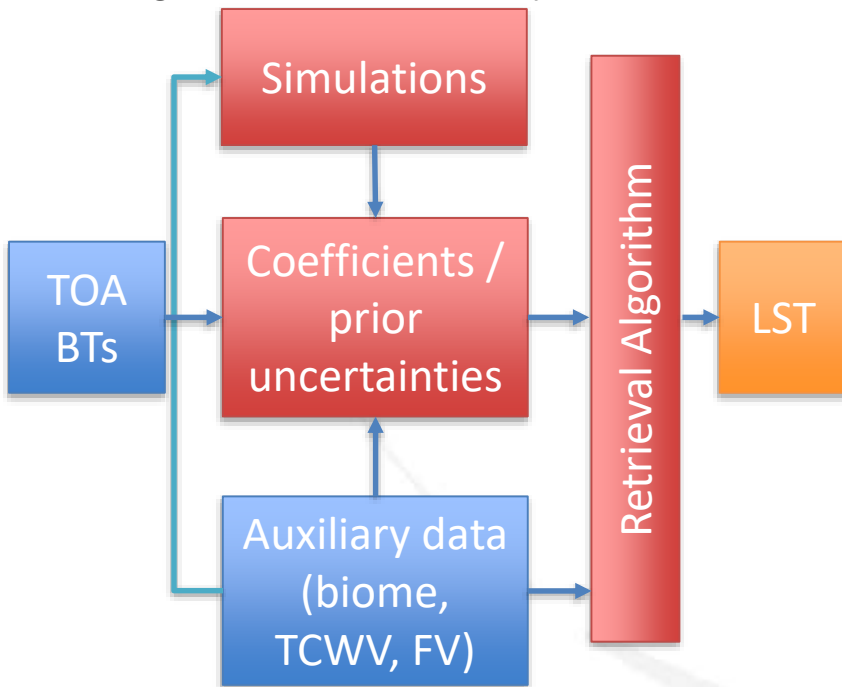 Simulations
TOA
BTs
Coefficients /
prior
uncertainties
Retrieval Algorithm
LST
Auxiliary data
(biome,
TCWV, FV)